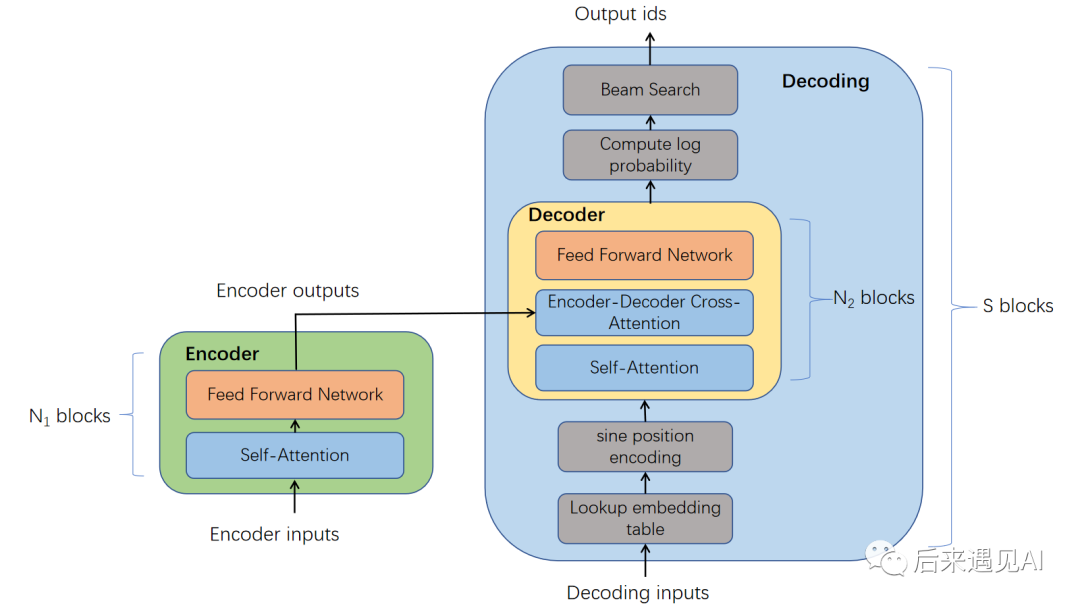 Output ids
Decoding
Beam Search
Compute log
probability
Decoder
Feed Forward Network
Encoder-Decoder Cross-
Attention
Self-Attention
N₂ blocks
S blocks
Encoder outputs
Encoder
Feed Forward Network
Self-Attention
N₁ blocks
Encoder inputs
sine position
encoding
Lookup embedding
table
Decoding inputs
后来遇见AI